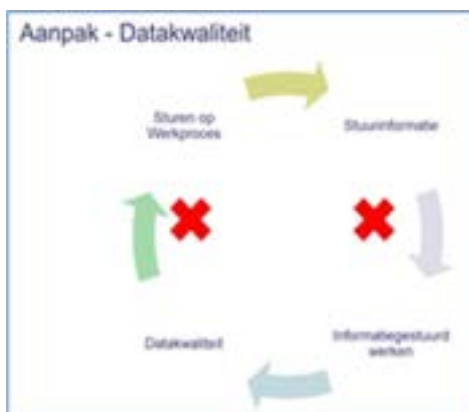 Aanpak - Datakwaliteit
Sturen op
Werkproces
Stuurinformatie
Datakwaliteit
Informatiegestuurd
werken